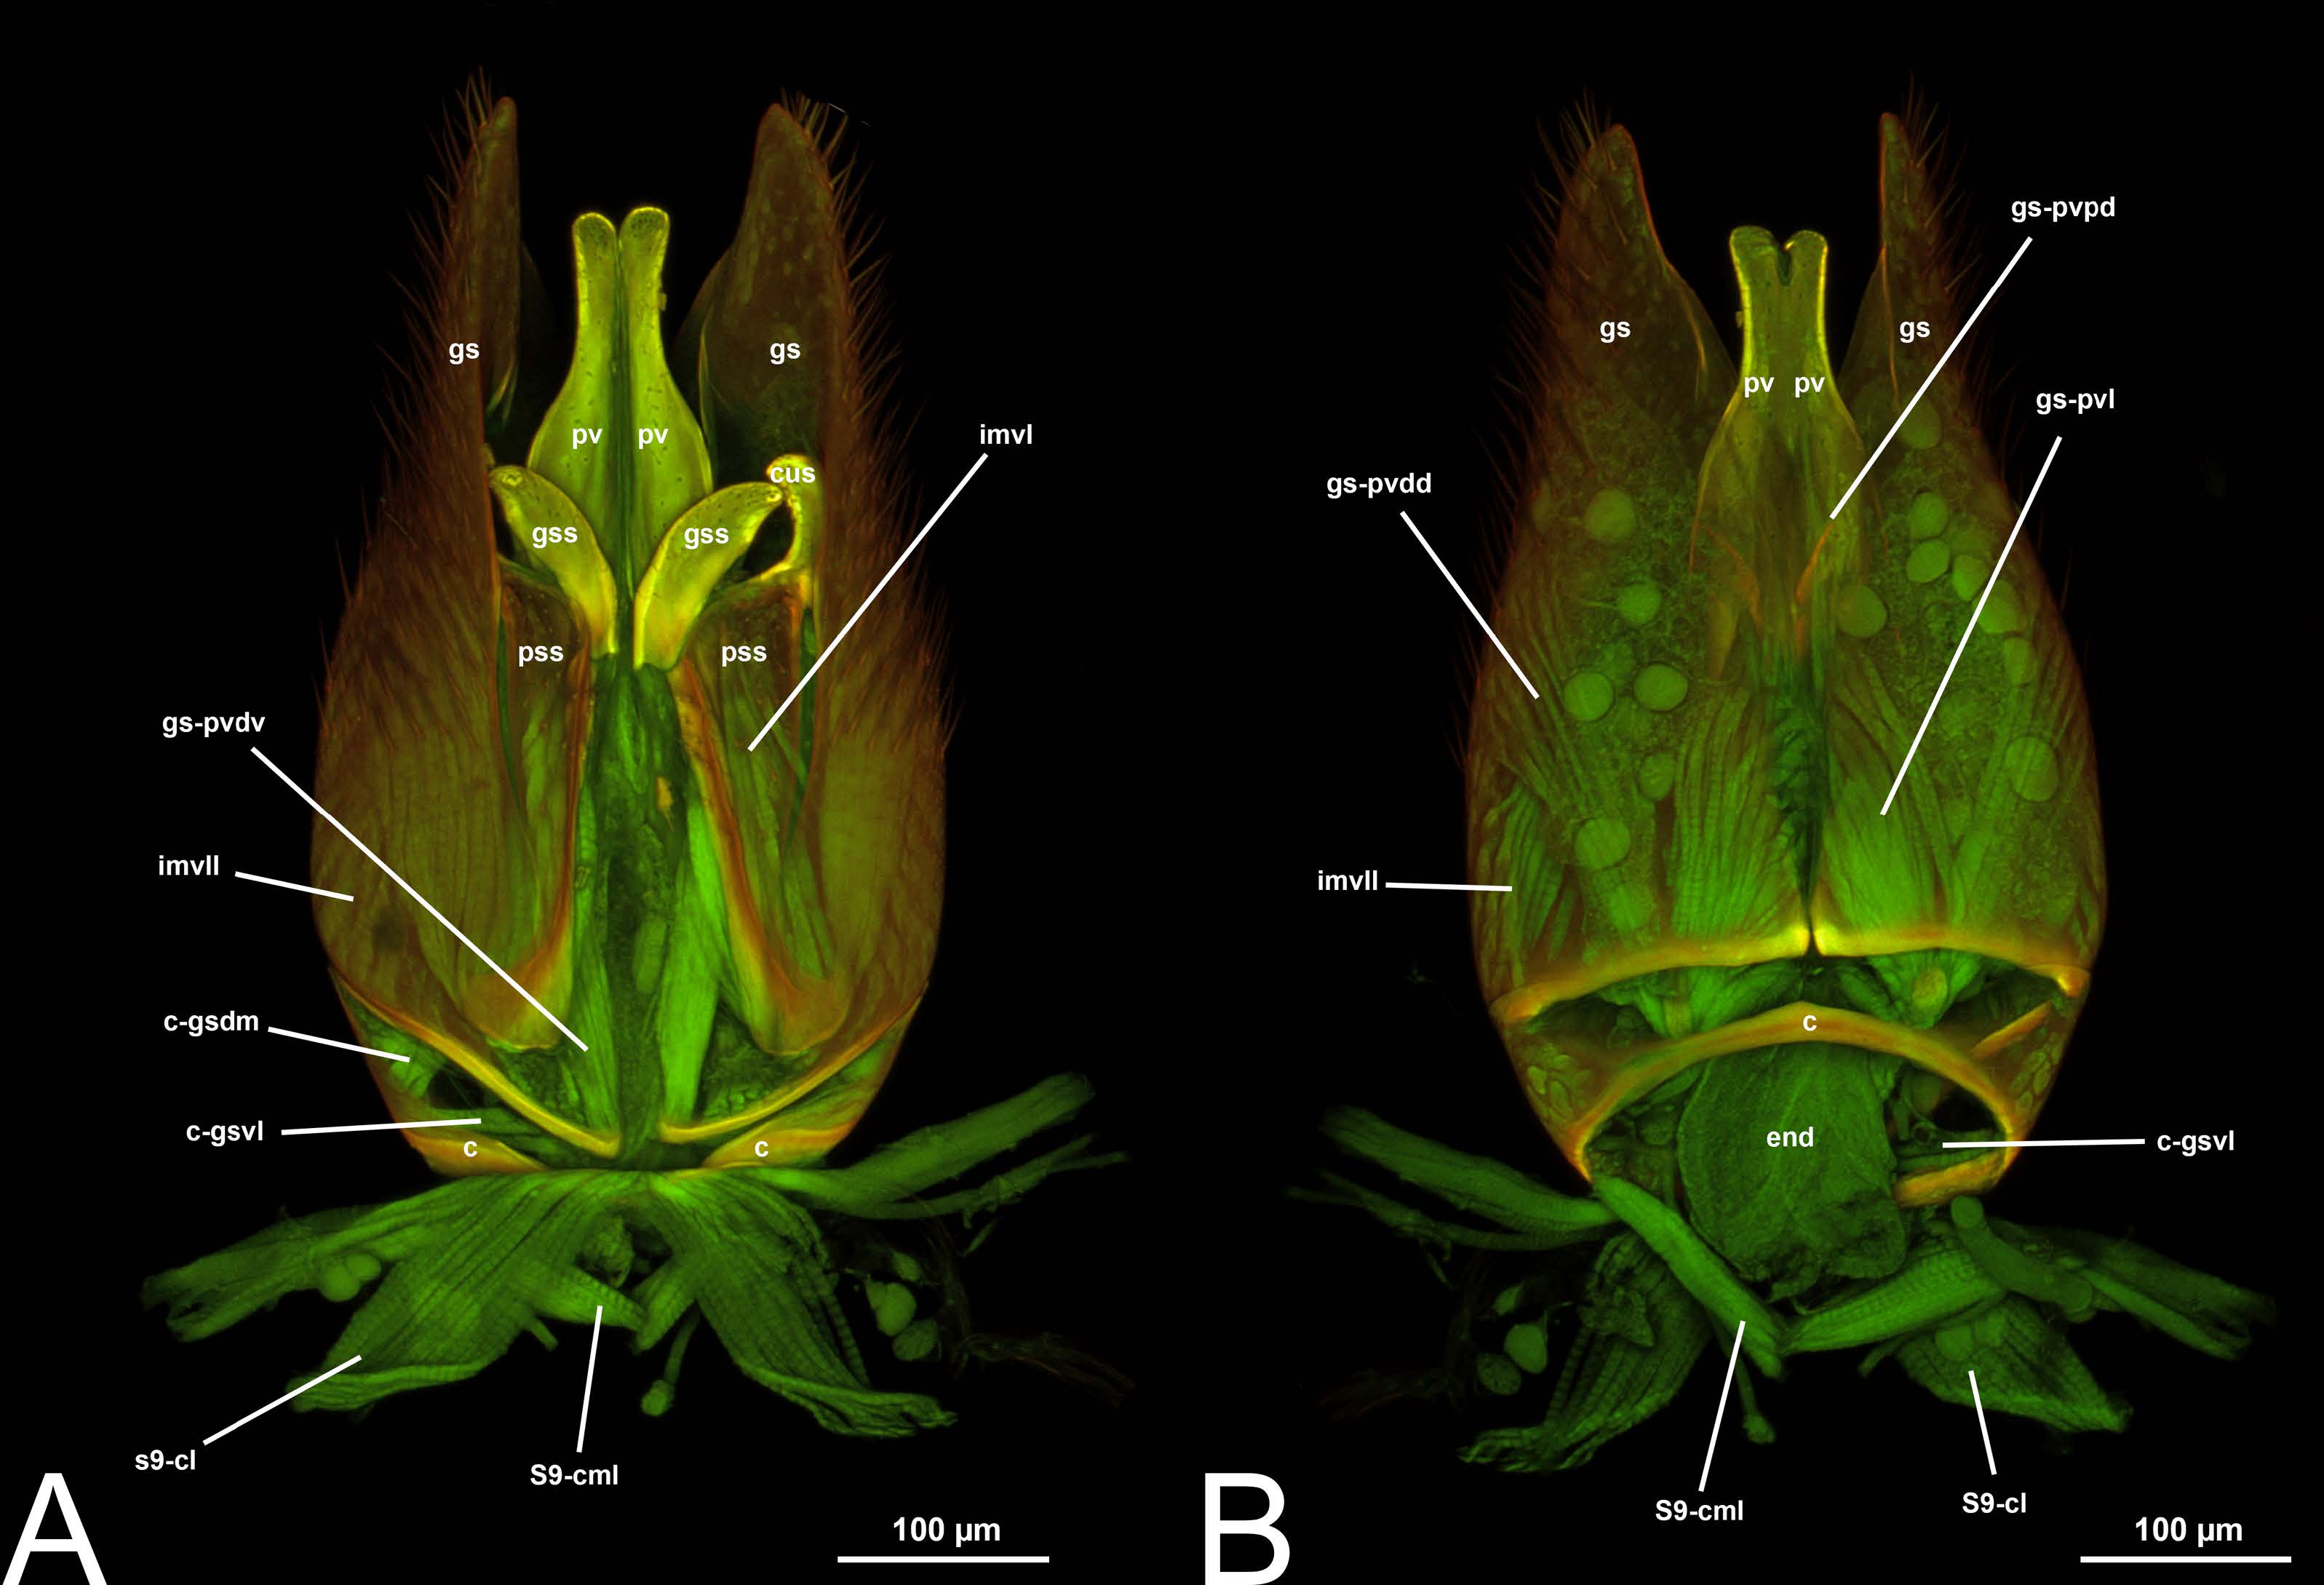 gs
gs
pv pv
imvl
cus
gss
gss
pss
pss
gs-pvdv
imvll
c-gsdm
c-gsvl
c
c
s9-cl
S9-cml
A
100 µm
gs-pvpd
gs
gs
pv pv
gs-pvl
gs-pvdd
imvll
c
end
c-gsvl
S9-cml
S9-cl
B
100 µm